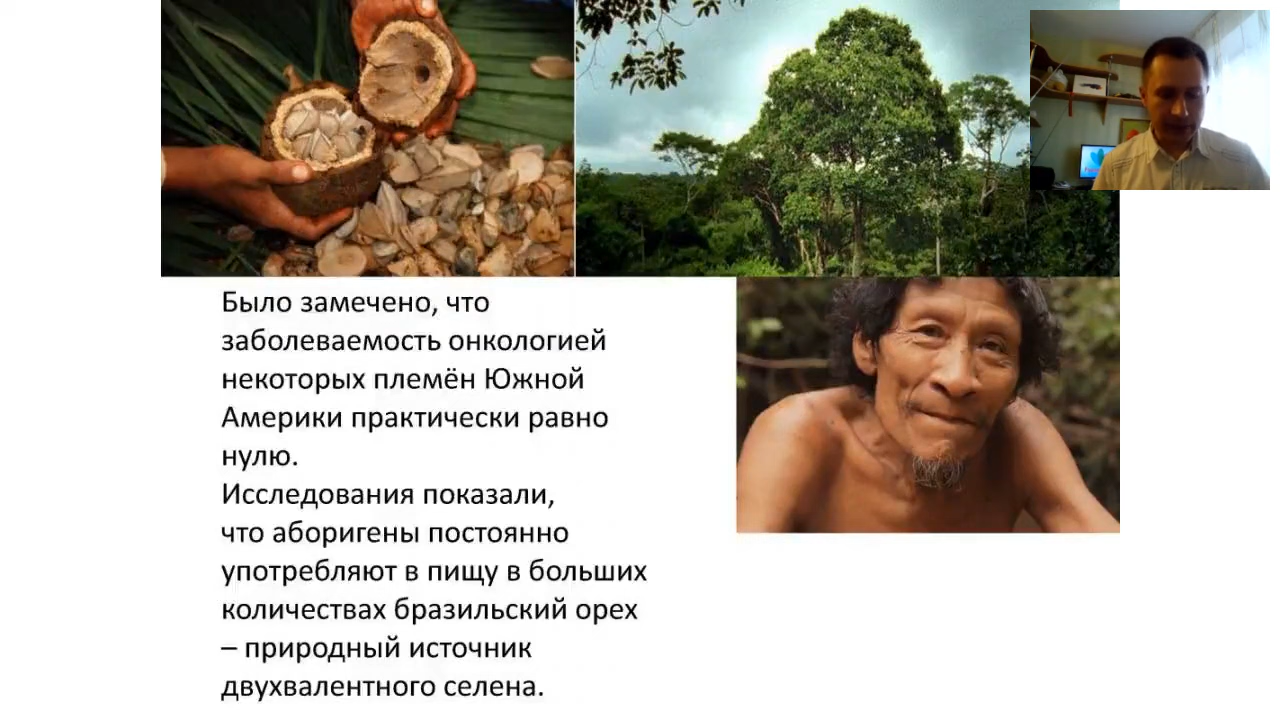 Было замечено, что
заболеваемость онкологией
некоторых племён Южной
Америки практически равно
нулю.
Исследования показали,
что аборигены постоянно
употребляют в пищу в больших
количествах бразильский орех
– природный источник
двухвалентного селена.